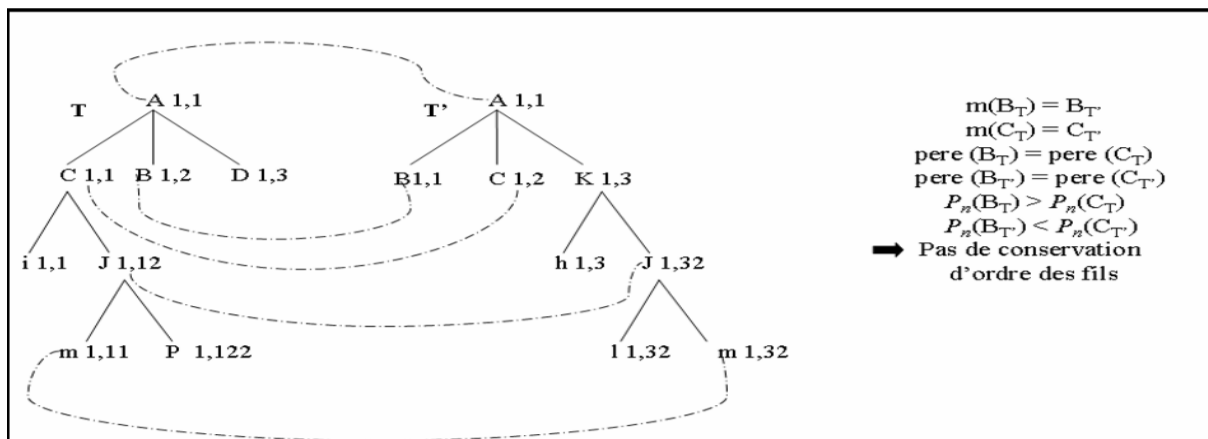 A 1,1 A 1,1
T T'
C 1,1 B 1,2 D 1,3 B1,1 C 1,2 K 1,3
i 1,1 J 1,12 h 1,3 J 1,32
m 1,11 P 1,122 l 1,32 m 1,32
m(B_T) = B_T'
m(C_T) = C_T'
pere (B_T) = pere (C_T)
pere (B_T') = pere (C_T')
P_n(B_T) > P_n(C_T)
P_n(B_T') < P_n(C_T')
➡ Pas de conservation
d'ordre des fils